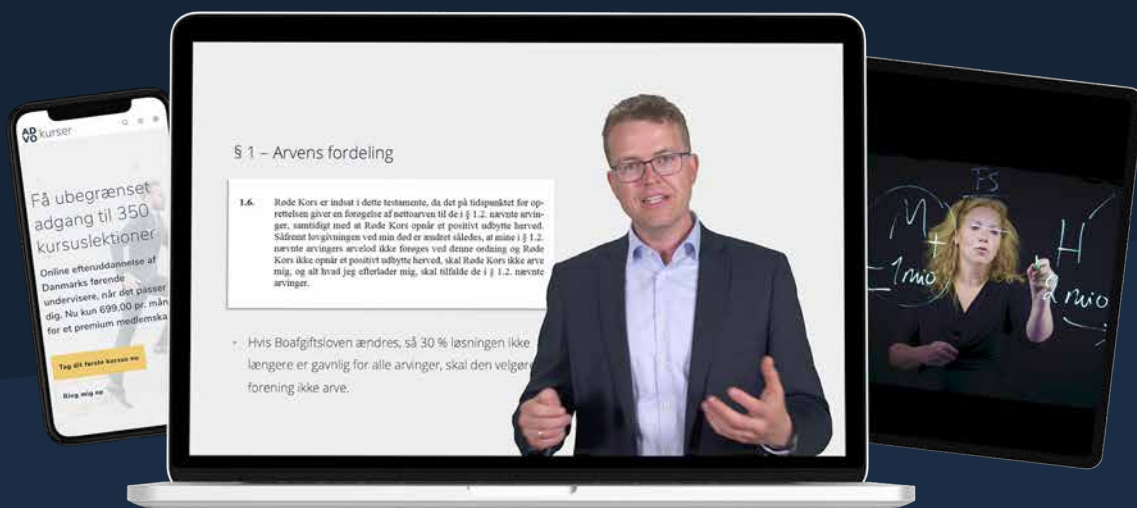 AD
VO kurser
Få ubegrænset
adgang til 350
kursuslektioner
Online efteruddannelse af
Danmarks førende
undervisere, når det passer
dig. Nu kun 699,00 pr. mån
for et premium medlemska
Tag dit første kursus nu
Ring mig op
§ 1 – Arvens fordeling
1.6. Røde Kors er indsat i dette testamente, da det på tidspunktet for op-
rettelsen giver en forøgelse af nettoarven til de i § 1.2. nævnte arvin-
ger, samtidigt med at Røde Kors opnår et positivt udbytte herved.
Såfremt lovgivningen ved min død er ændret således, at mine i § 1.2.
nævnte arvingers arvelod ikke forøges ved denne ordning og Røde
Kors ikke opnår et positivt udbytte herved, skal Røde Kors ikke arve
mig, og alt hvad jeg efterlader mig, skal tilfalde de i § 1.2. nævnte
arvinger.
Hvis Boafgiftsloven ændres, så 30 % løsningen ikke
længere er gavnlig for alle arvinger, skal den velgøre
forening ikke arve.
FS
M + H
1 mio
2 mio